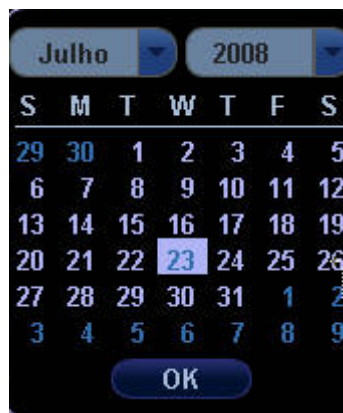 Julho 2008
S M T W T F S
29 30 1 2 3 4 5
6 7 8 9 10 11 12
13 14 15 16 17 18 19
20 21 22 23 24 25 26
27 28 29 30 31 1 2
3 4 5 6 7 8 9
OK